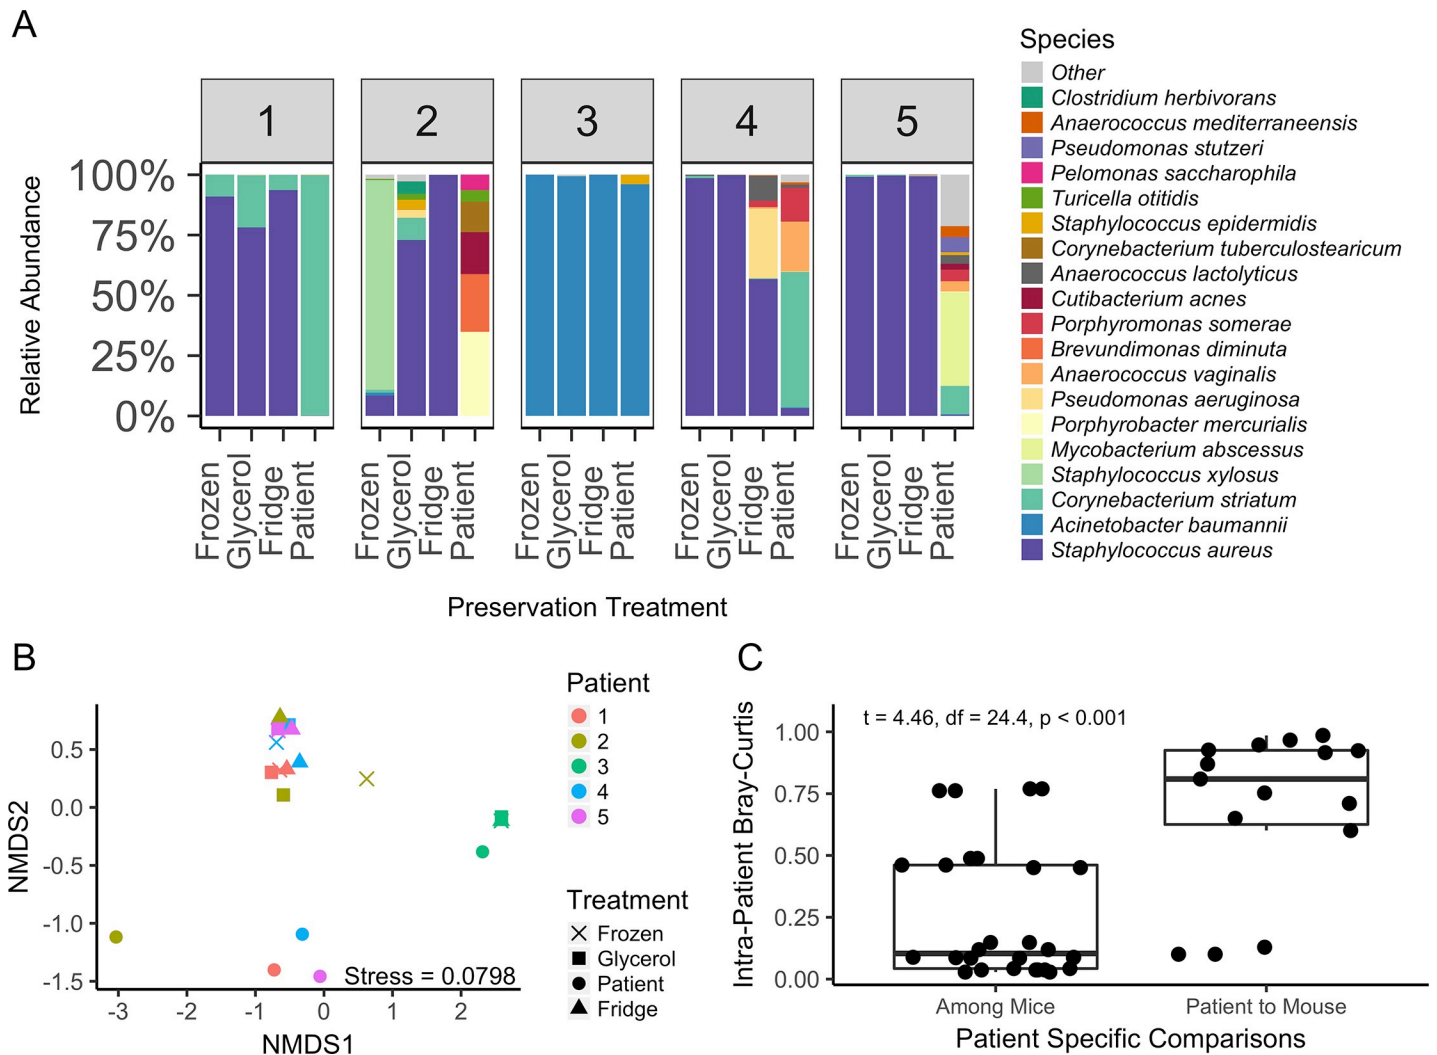 A
Species
1 2 3 4 5
Relative Abundance
100%
75%
50%
25%
0%
Frozen Glycerol Fridge Patient Frozen Glycerol Fridge Patient Frozen Glycerol Fridge Patient Frozen Glycerol Fridge Patient Frozen Glycerol Fridge Patient
Preservation Treatment
Other
Clostridium herbivorans
Anaerococcus mediterraneensis
Pseudomonas stutzeri
Pelomonas saccharophila
Turicella otitidis
Staphylococcus epidermidis
Corynebacterium tuberculostearicum
Anaerococcus lactolyticus
Cutibacterium acnes
Porphyromonas somerae
Brevundimonas diminuta
Anaerococcus vaginalis
Pseudomonas aeruginosa
Porphyrobacter mercurialis
Mycobacterium abscessus
Staphylococcus xylosus
Corynebacterium striatum
Acinetobacter baumannii
Staphylococcus aureus
B
NMDS2
0.5
0.0
-0.5
-1.0
-1.5
Stress = 0.0798
-3 -2 -1 0 1 2
NMDS1
Patient
1
2
3
4
5
Treatment
Frozen
Glycerol
Patient
Fridge
C
Intra-Patient Bray-Curtis
t = 4.46, df = 24.4, p < 0.001
1.00
0.75
0.50
0.25
0.00
Among Mice Patient to Mouse
Patient Specific Comparisons